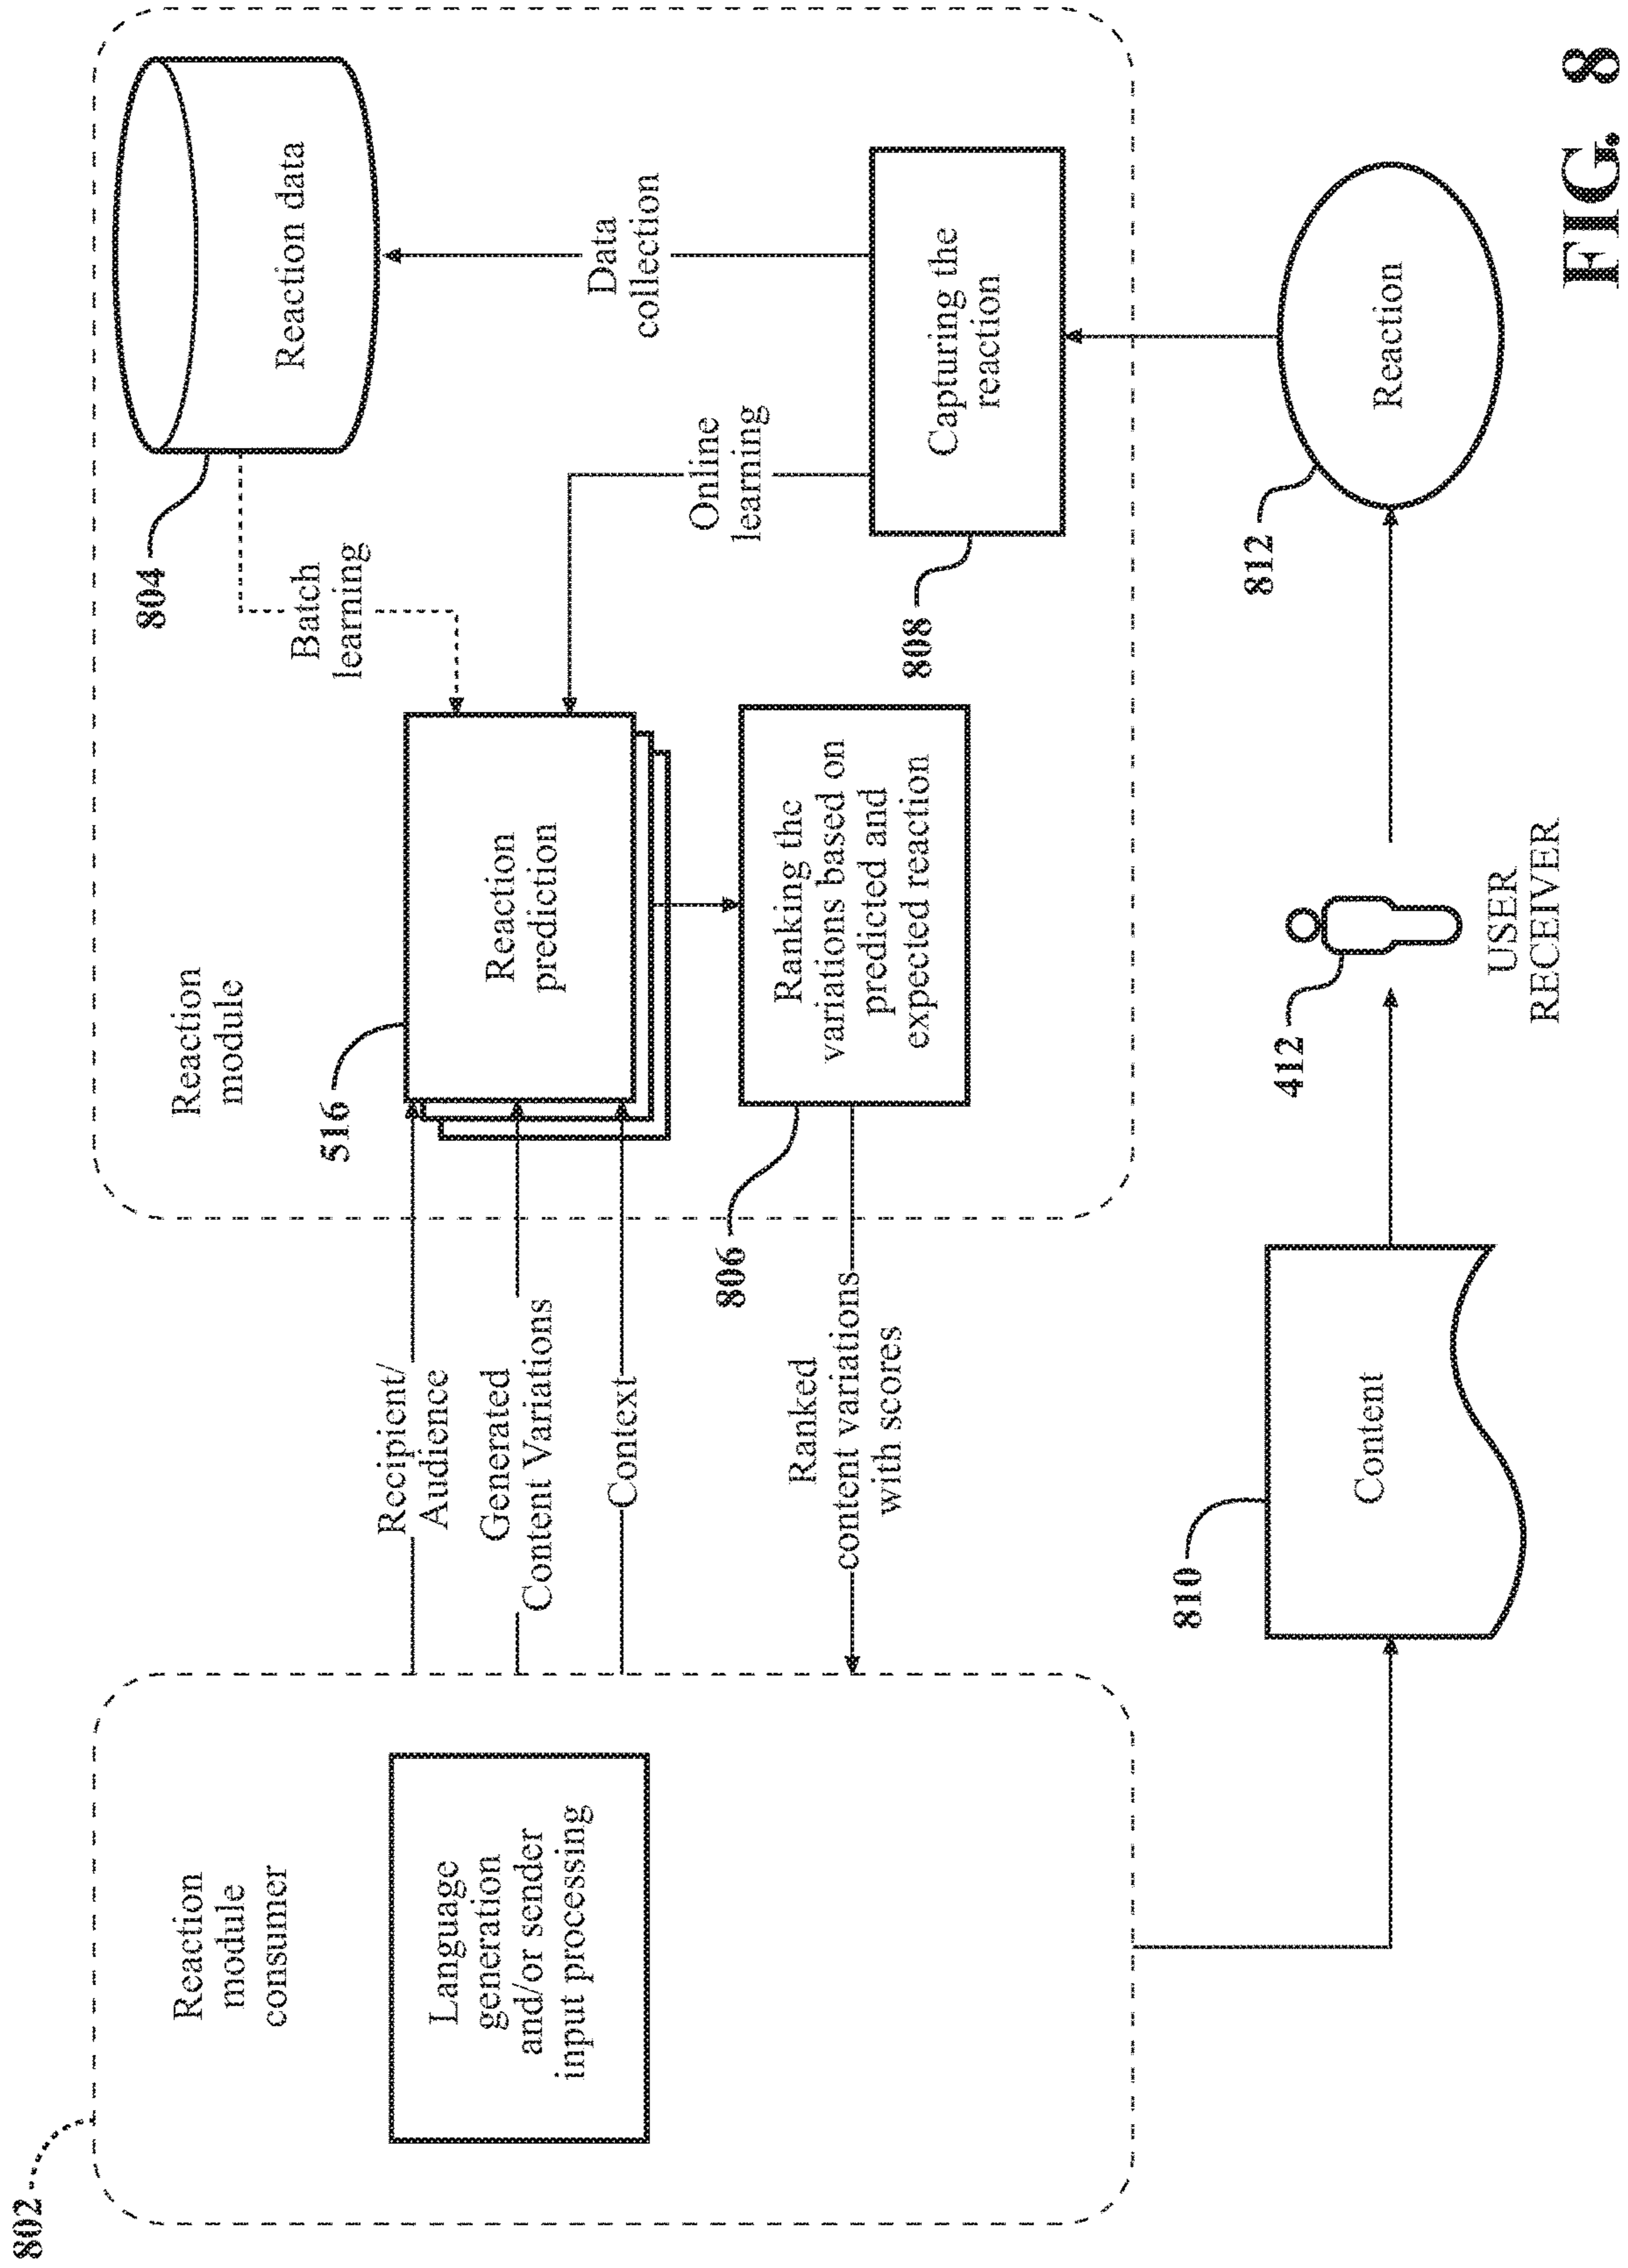 802
Reaction
module
consumer
Language
generation
and/or sender
input processing
Recipient/
Audience
Generated
Content Variations
Context
Ranked
content variations
with scores
Reaction
module
516
Reaction
prediction
Batch
learning
804
Reaction data
Online
learning
Data
collection
806
Ranking the
variations based on
predicted and
expected reaction
808
Capturing the
reaction
810
Content
412
USER
RECEIVER
812
Reaction
FIG. 8